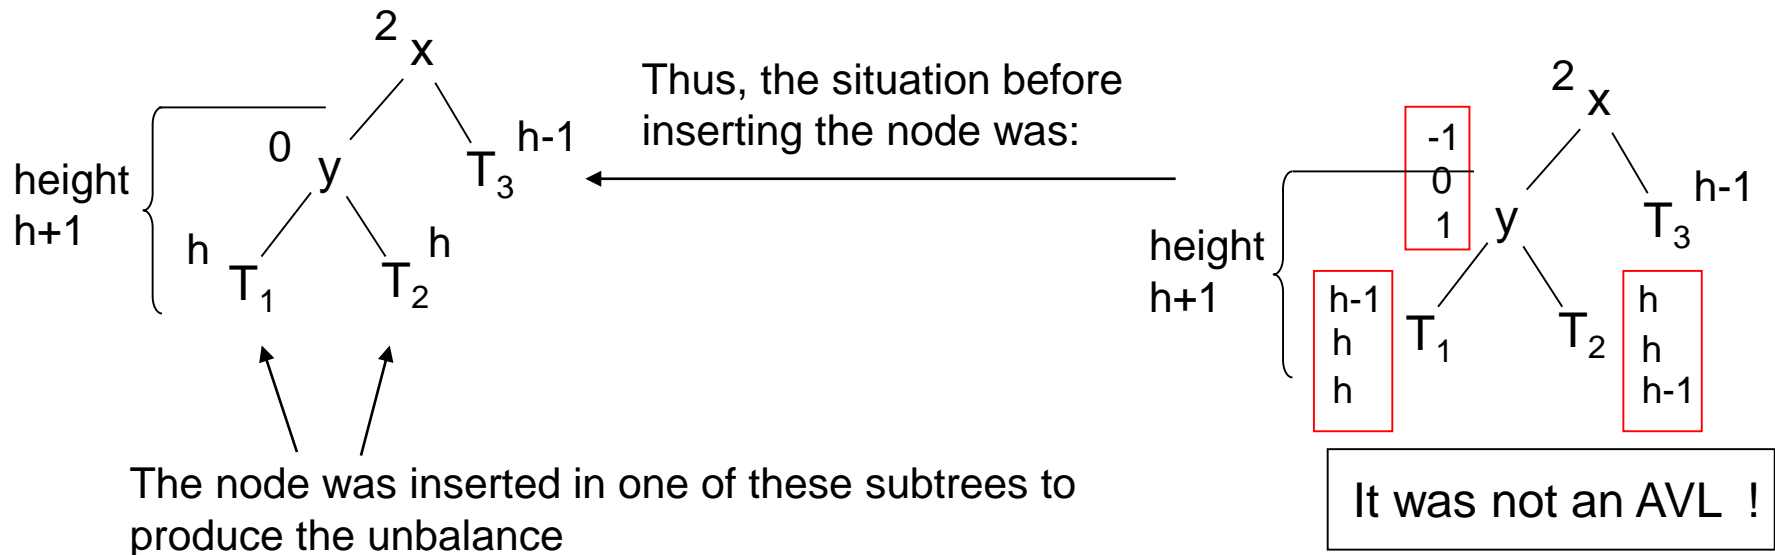 2 x
0 y
T3 h-1
height
h+1
h T1
T2 h
The node was inserted in one of these subtrees to
produce the unbalance
Thus, the situation before
inserting the node was:
2 x
-1
0
1
y
T3 h-1
height
h+1
h-1
h
h
T1
T2
h
h
h-1
It was not an AVL !